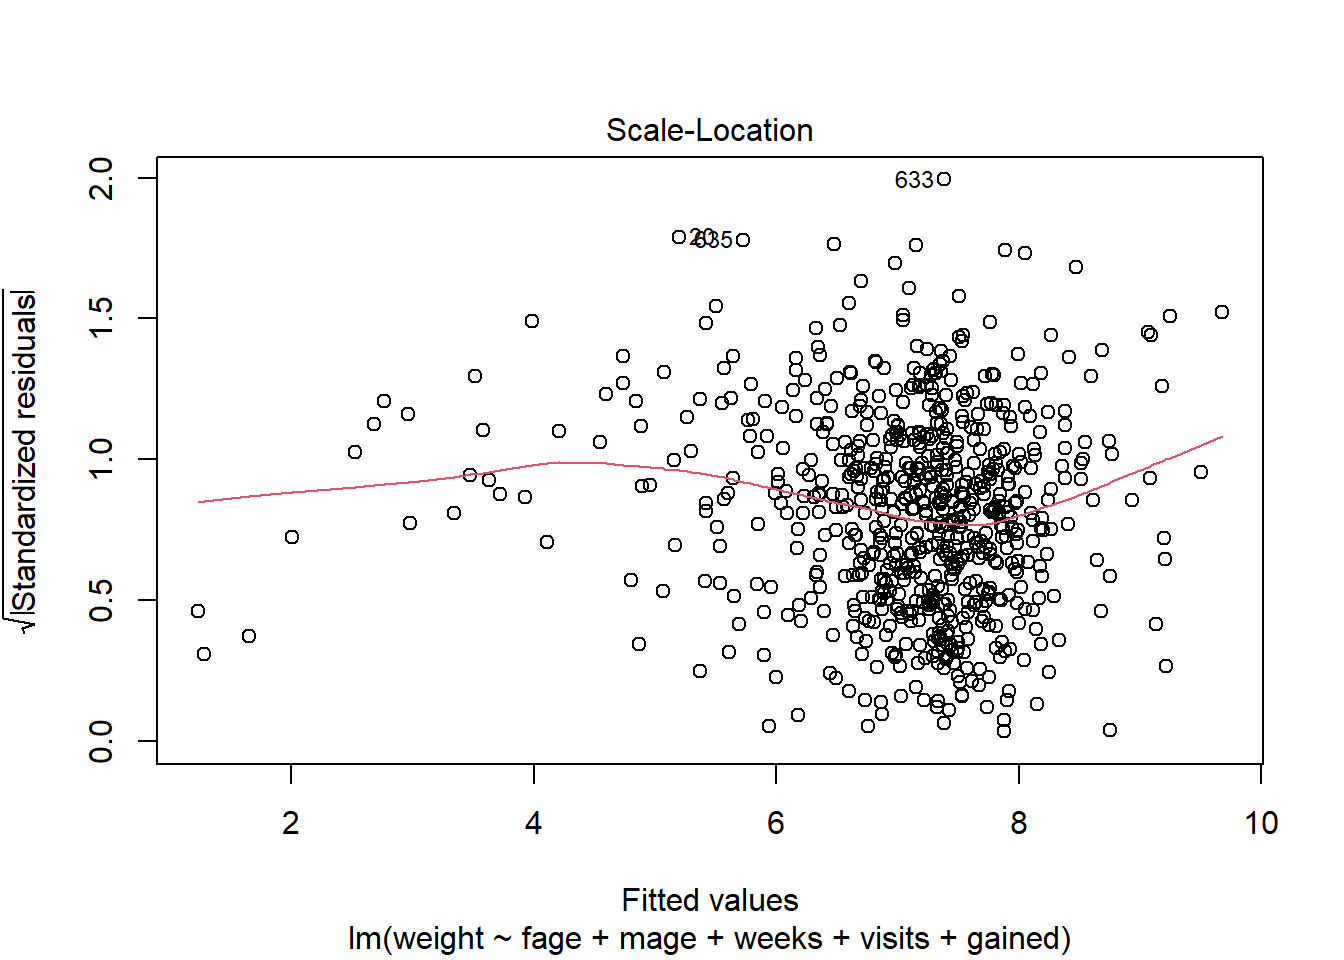 Scale-Location
√|Standardized residuals|
2.0
1.5
1.0
0.5
0.0
633
20
635
2 4 6 8 10
Fitted values
lm(weight ~ fage + mage + weeks + visits + gained)